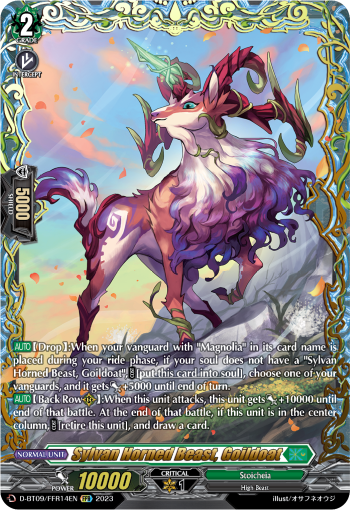 2
GRADE
INTERCEPT
5000
SHIELD
AUTO【Drop】:When your vanguard with "Magnolia" in its card name is
placed during your ride phase, if your soul does not have a "Sylvan
Horned Beast, Goildoat", COST [put this card into soul], choose one of your
vanguards, and it gets +5000 until end of turn.
AUTO【Back Row】:When this unit attacks, this unit gets +10000 until
end of that battle. At the end of that battle, if this unit is in the center
column, COST [retire this unit], and draw a card.
NORMAL UNIT Sylvan Horned Beast, Goildoat
POWER 10000 CRITICAL 1 Stoicheia
High Beast
D-BT09/FFR14EN FFR 2023 illust/オサフネオウジ